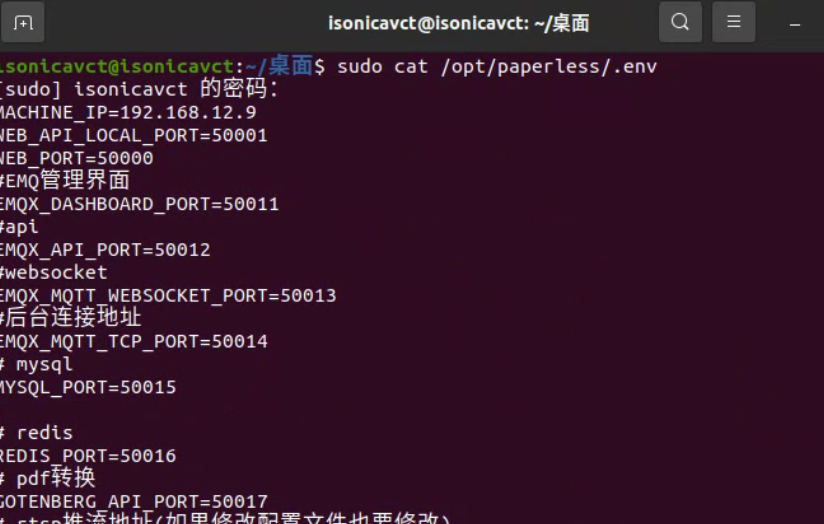 isonicavct@isonicavct: ~/桌面
isonicavct@isonicavct:~/桌面$ sudo cat /opt/paperless/.env
[sudo] isonicavct 的密码：
MACHINE_IP=192.168.12.9
WEB_API_LOCAL_PORT=50001
WEB_PORT=50000
#EMQ管理界面
EMQX_DASHBOARD_PORT=50011
#api
EMQX_API_PORT=50012
#websocket
EMQX_MQTT_WEBSOCKET_PORT=50013
#后台连接地址
EMQX_MQTT_TCP_PORT=50014
# mysql
MYSQL_PORT=50015
# redis
REDIS_PORT=50016
# pdf转换
GOTENBERG_API_PORT=50017
# rtsp推流地址(如果修改配置文件也要修改)